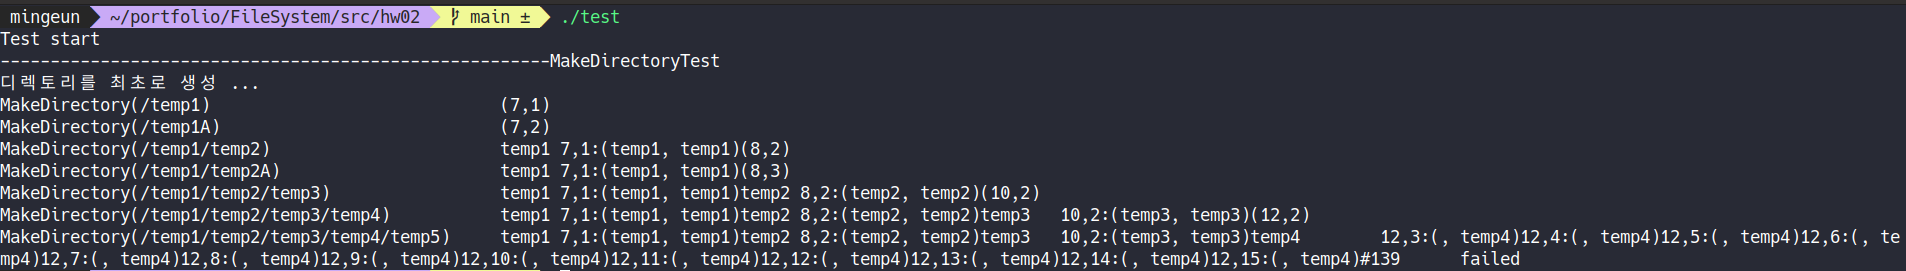 mingeun ~/portfolio/FileSystem/src/hw02 main ± ./test
Test start
-------------------------------------------------------MakeDirectoryTest
디렉토리를 최초로 생성 ...
MakeDirectory(/temp1) (7,1)
MakeDirectory(/temp1A) (7,2)
MakeDirectory(/temp1/temp2) temp1 7,1:(temp1, temp1)(8,2)
MakeDirectory(/temp1/temp2A) temp1 7,1:(temp1, temp1)(8,3)
MakeDirectory(/temp1/temp2/temp3) temp1 7,1:(temp1, temp1)temp2 8,2:(temp2, temp2)(10,2)
MakeDirectory(/temp1/temp2/temp3/temp4) temp1 7,1:(temp1, temp1)temp2 8,2:(temp2, temp2)temp3 10,2:(temp3, temp3)(12,2)
MakeDirectory(/temp1/temp2/temp3/temp4/temp5) temp1 7,1:(temp1, temp1)temp2 8,2:(temp2, temp2)temp3 10,2:(temp3, temp3)temp4 12,3:(, temp4)12,4:(, temp4)12,5:(, temp4)12,6:(, te
mp4)12,7:(, temp4)12,8:(, temp4)12,9:(, temp4)12,10:(, temp4)12,11:(, temp4)12,12:(, temp4)12,13:(, temp4)12,14:(, temp4)12,15:(, temp4)#139 failed